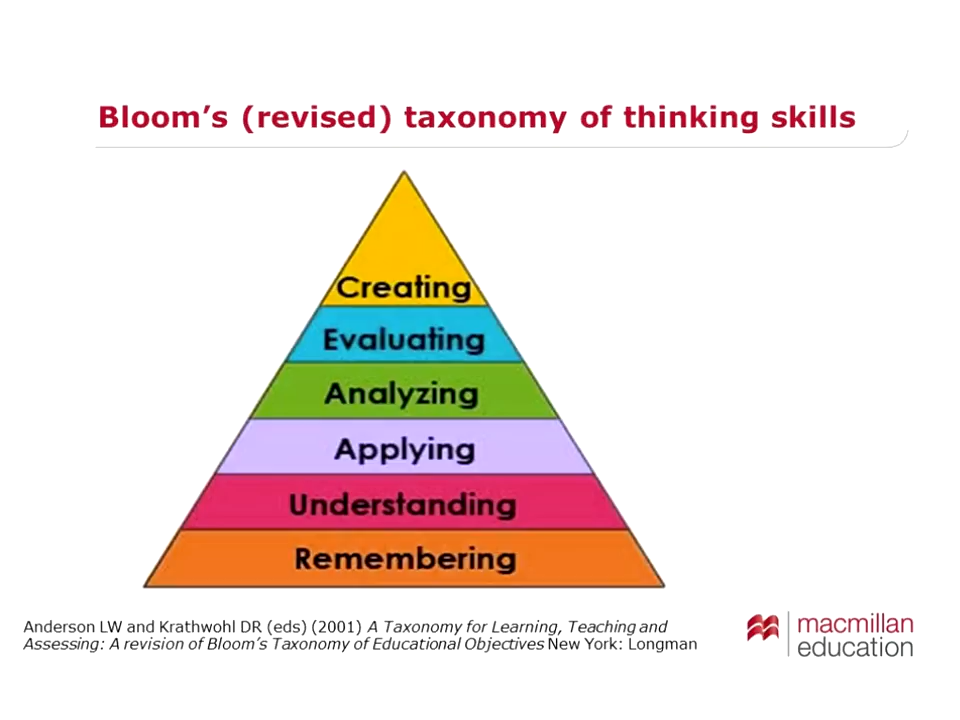 Bloom’s (revised) taxonomy of thinking skills
Creating
Evaluating
Analyzing
Applying
Understanding
Remembering
Anderson LW and Krathwohl DR (eds) (2001) A Taxonomy for Learning, Teaching and
Assessing: A revision of Bloom’s Taxonomy of Educational Objectives New York: Longman
macmillan
education